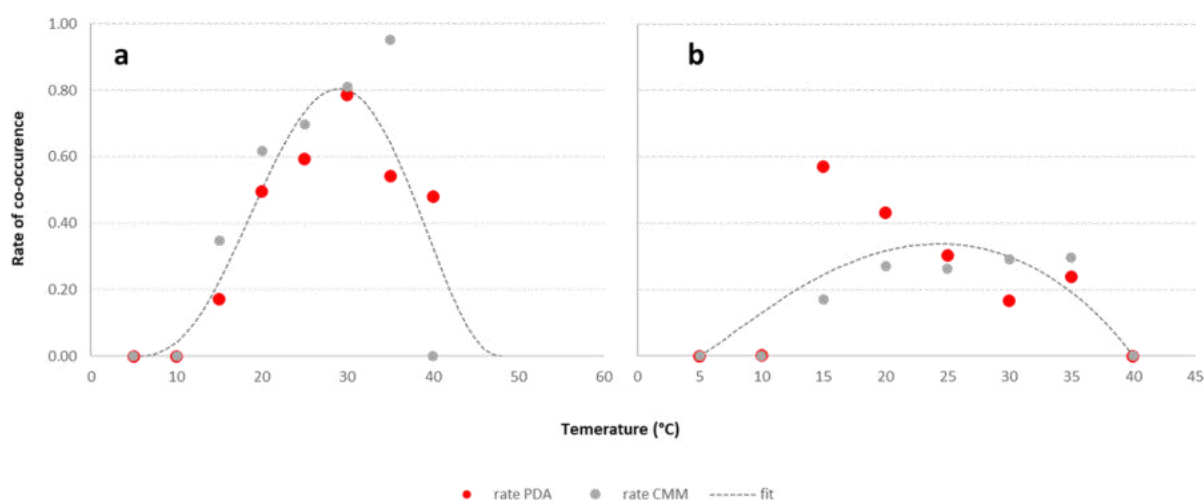 a
b
Rate of co-occurence
1.00
0.80
0.60
0.40
0.20
0.00
0 10 20 30 40 50 60
0 5 10 15 20 25 30 35 40 45
Temerature (°C)
rate PDA rate CMM fit